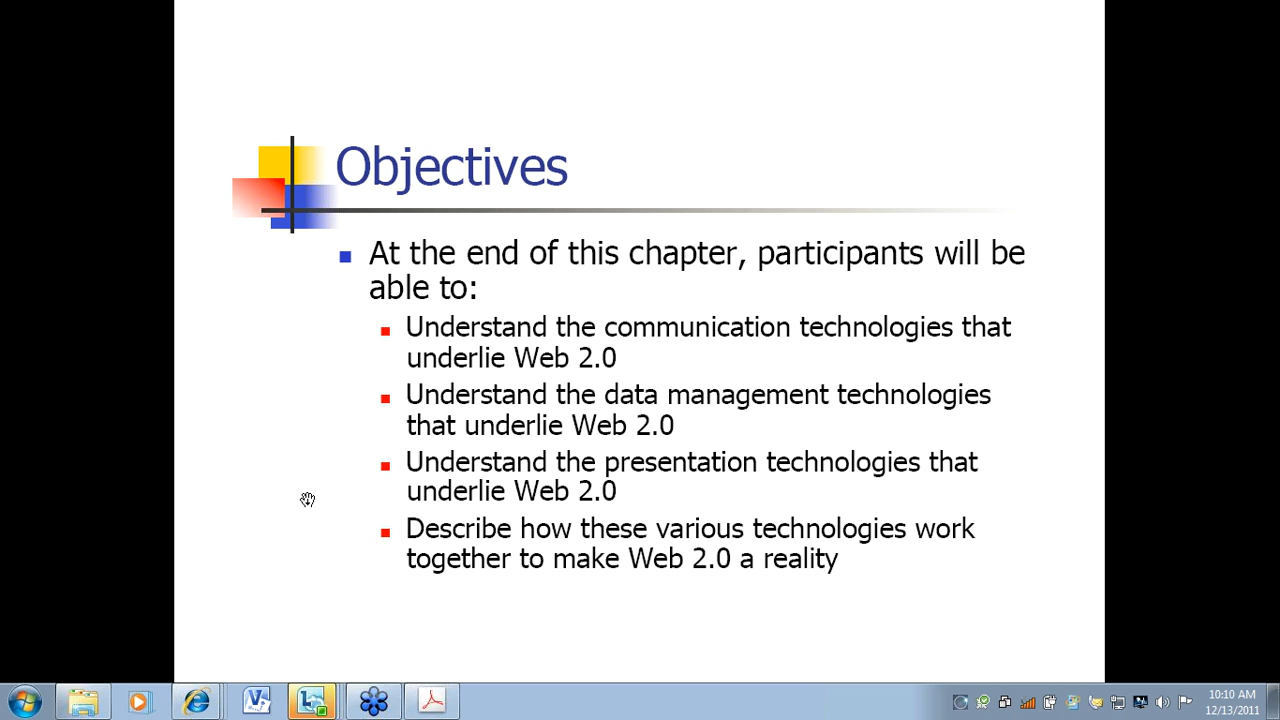 Objectives
At the end of this chapter, participants will be
able to:
Understand the communication technologies that
underlie Web 2.0
Understand the data management technologies
that underlie Web 2.0
Understand the presentation technologies that
underlie Web 2.0
Describe how these various technologies work
together to make Web 2.0 a reality
10:10 AM
12/13/2011